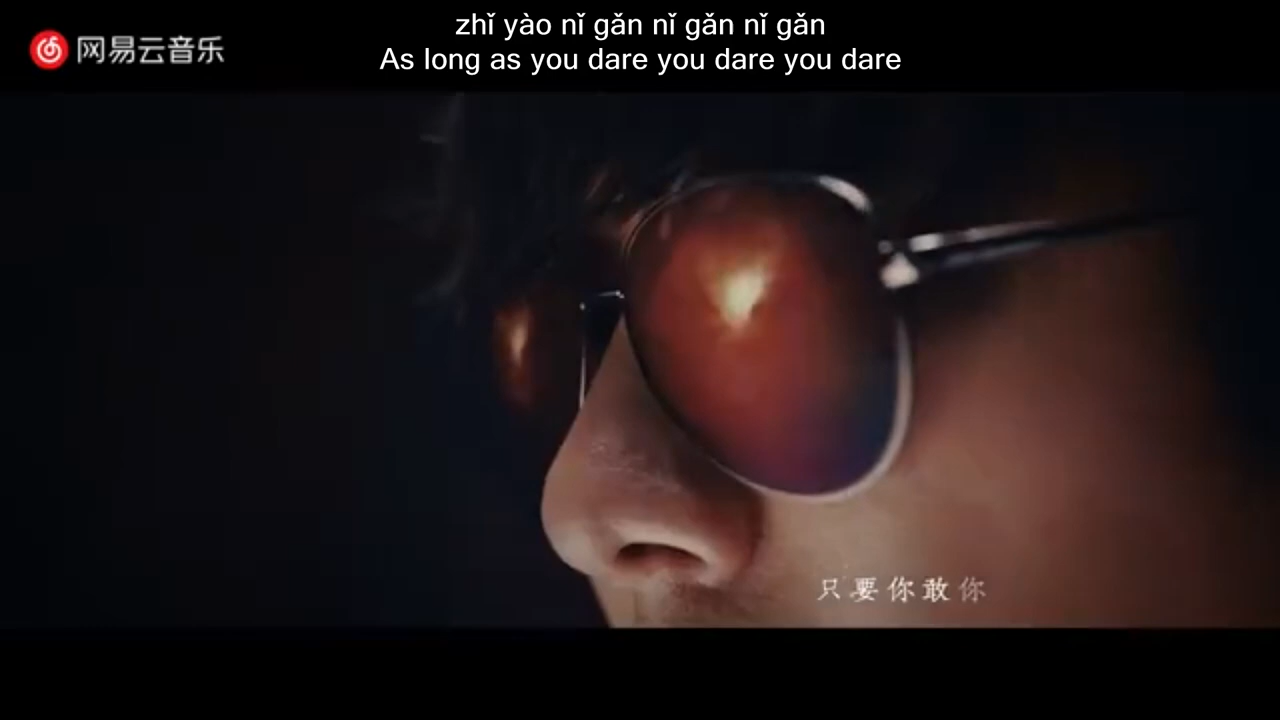 网易云音乐
zhǐ yào nǐ gǎn nǐ gǎn nǐ gǎn
As long as you dare you dare you dare
只要你敢你